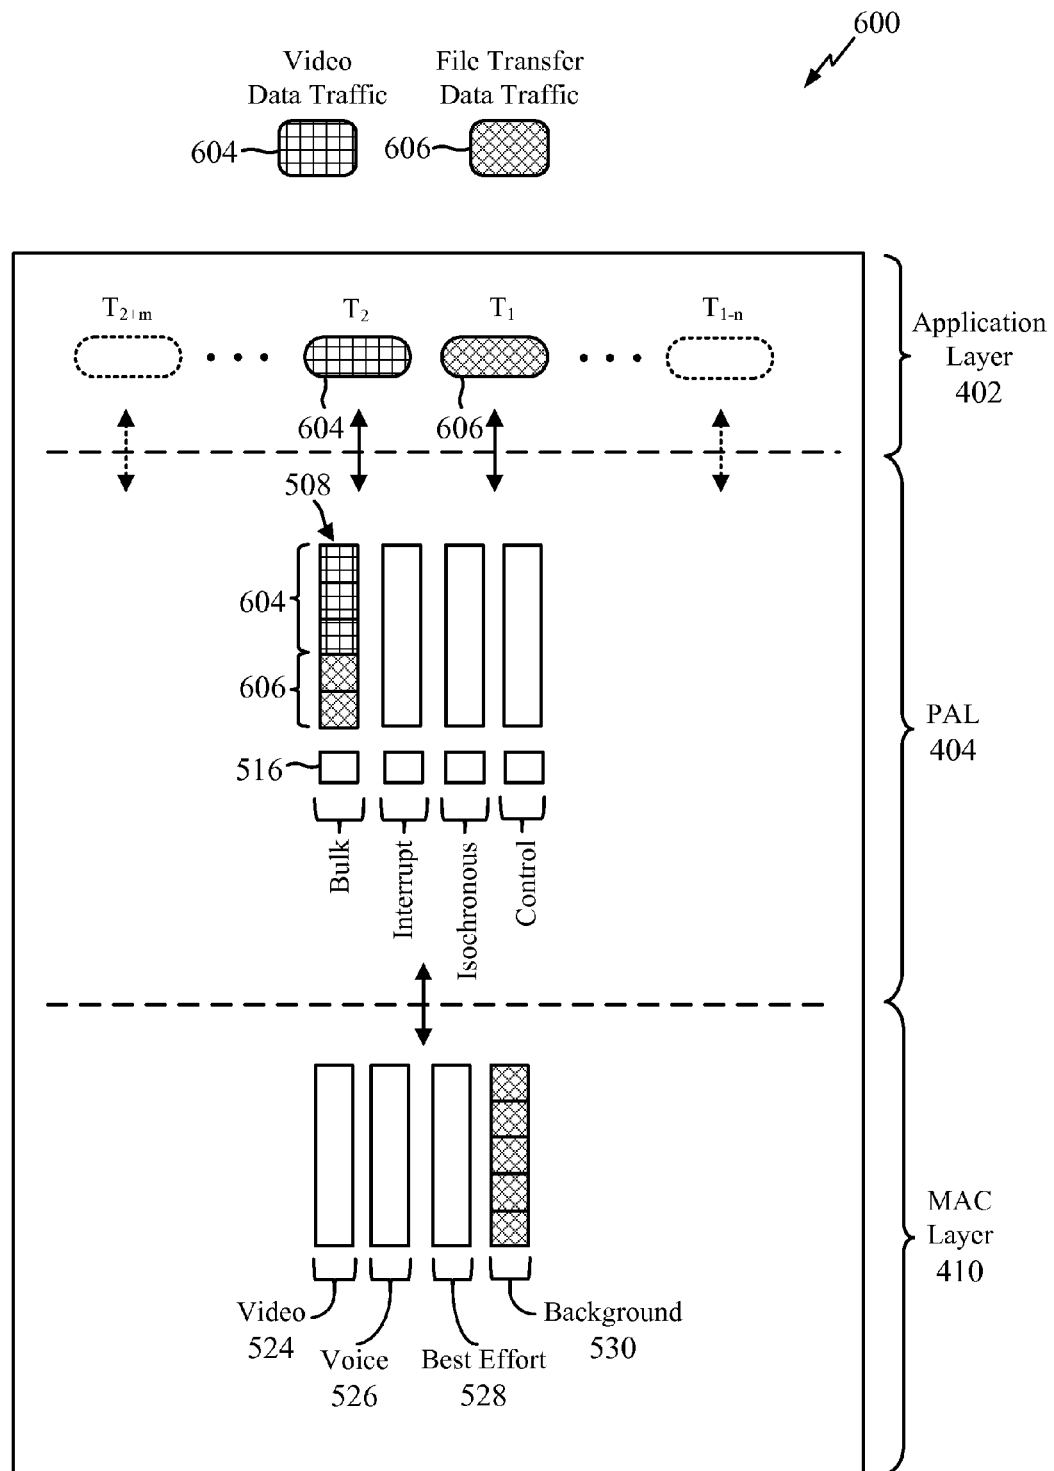 600
Video
Data Traffic
File Transfer
Data Traffic
604
606
T2+m
T2
T1
T1-n
Application
Layer
402
604
606
508
604
606
516
PAL
404
Bulk
Interrupt
Isochronous
Control
MAC
Layer
410
Video
524
Voice
526
Best Effort
528
Background
530